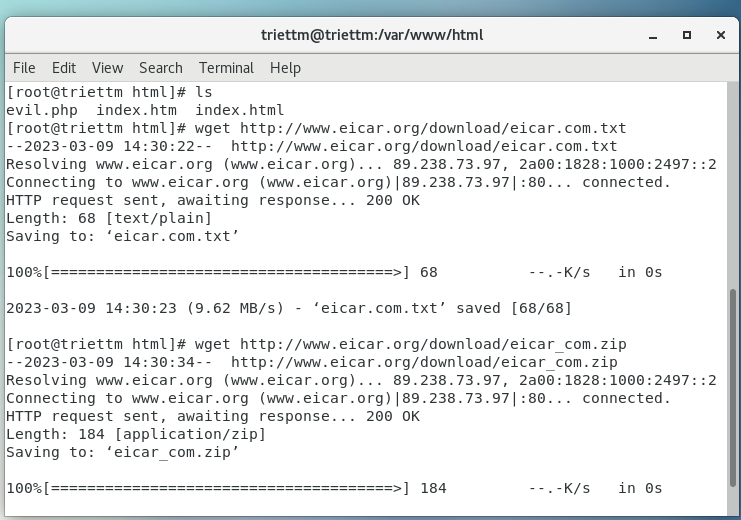 triettm@triettm:/var/www/html
File Edit View Search Terminal Help
[root@triettm html]# ls
evil.php  index.htm  index.html
[root@triettm html]# wget http://www.eicar.org/download/eicar.com.txt
--2023-03-09 14:30:22--  http://www.eicar.org/download/eicar.com.txt
Resolving www.eicar.org (www.eicar.org)... 89.238.73.97, 2a00:1828:1000:2497::2
Connecting to www.eicar.org (www.eicar.org)|89.238.73.97|:80... connected.
HTTP request sent, awaiting response... 200 OK
Length: 68 [text/plain]
Saving to: ‘eicar.com.txt’
100%[======================================>] 68          --.-K/s   in 0s
2023-03-09 14:30:23 (9.62 MB/s) - ‘eicar.com.txt’ saved [68/68]
[root@triettm html]# wget http://www.eicar.org/download/eicar_com.zip
--2023-03-09 14:30:34--  http://www.eicar.org/download/eicar_com.zip
Resolving www.eicar.org (www.eicar.org)... 89.238.73.97, 2a00:1828:1000:2497::2
Connecting to www.eicar.org (www.eicar.org)|89.238.73.97|:80... connected.
HTTP request sent, awaiting response... 200 OK
Length: 184 [application/zip]
Saving to: ‘eicar_com.zip’
100%[======================================>] 184         --.-K/s   in 0s